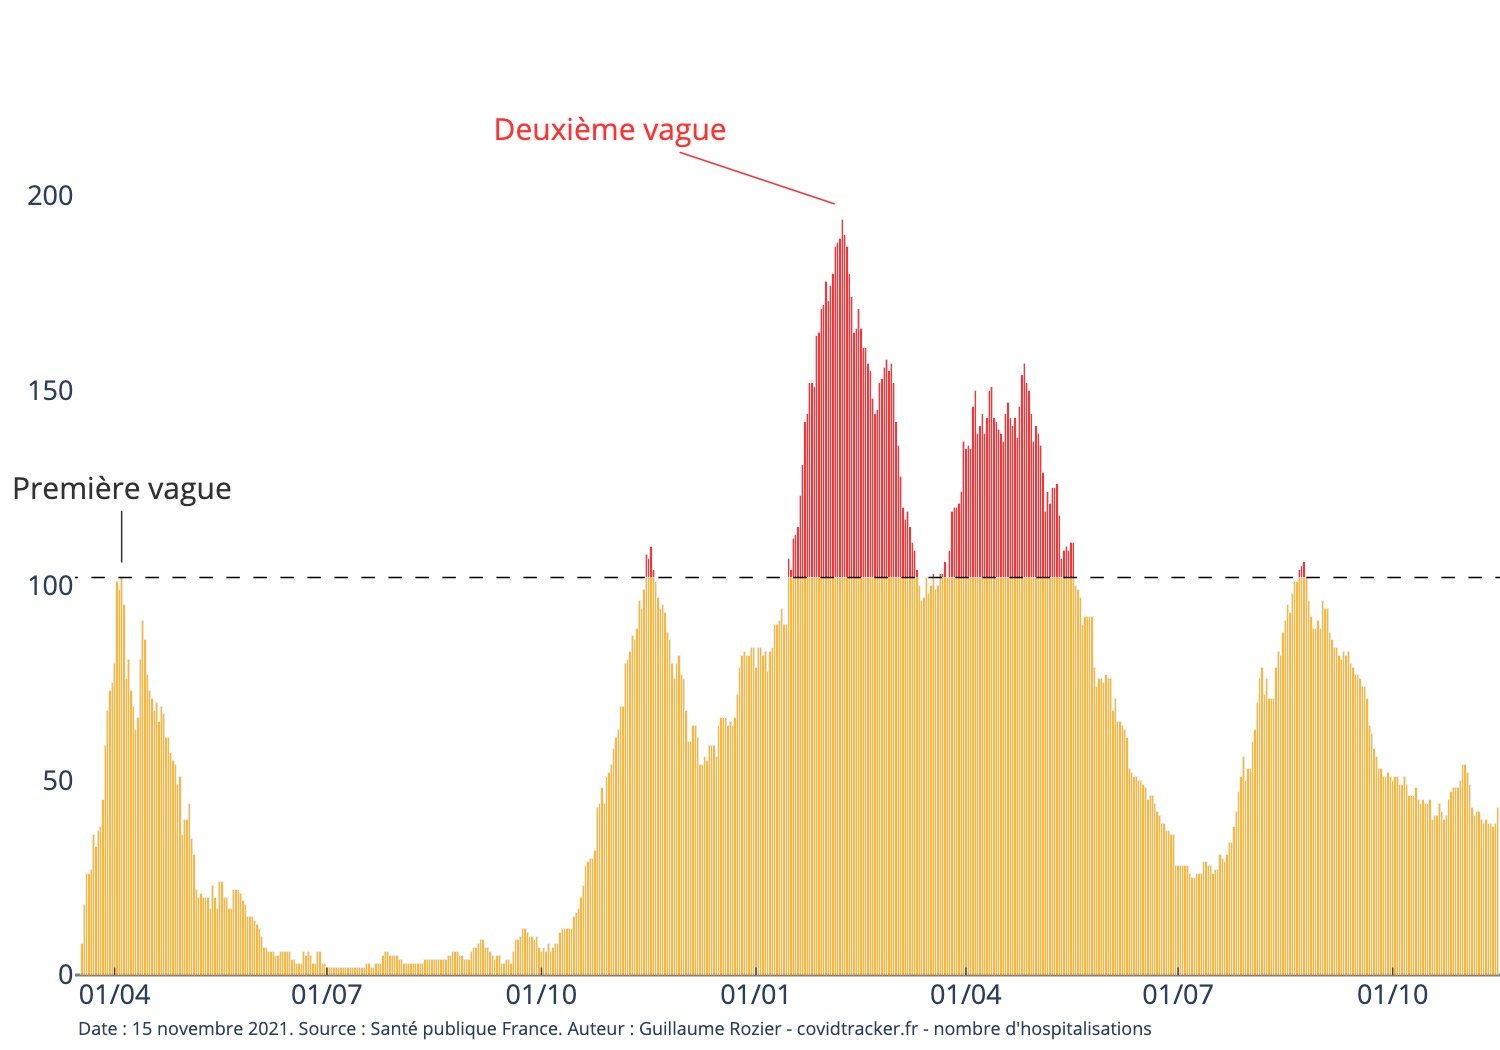 Deuxième vague
200
150
Première vague
100
50
0
01/04 01/07 01/10 01/01 01/04 01/07 01/10
Date : 15 novembre 2021. Source : Santé publique France. Auteur : Guillaume Rozier - covidtracker.fr - nombre d'hospitalisations